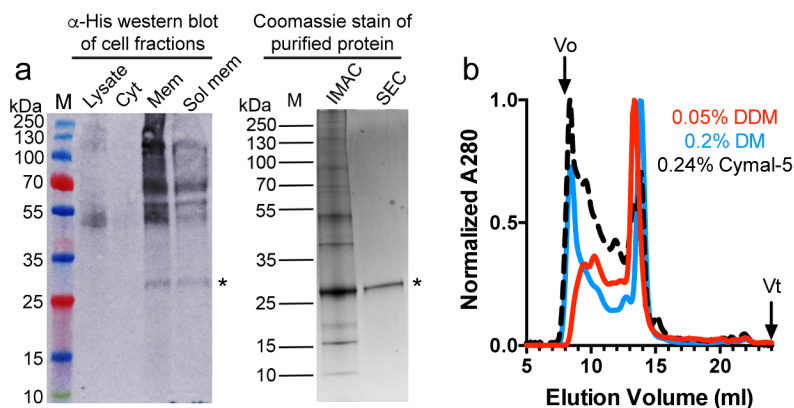 α-His western blot
of cell fractions
Coomassie stain of
purified protein
a
kDa
M
Lysate
Cyt
Mem
Sol mem
250
130
100
70
55
35
25
15
10
*
kDa
M
IMAC
SEC
250
130
100
70
55
35
25
15
10
*
b
Vo
0.05% DDM
0.2% DM
0.24% Cymal-5
Vt
Normalized A280
1.0
0.5
0.0
5
10
15
20
Elution Volume (ml)